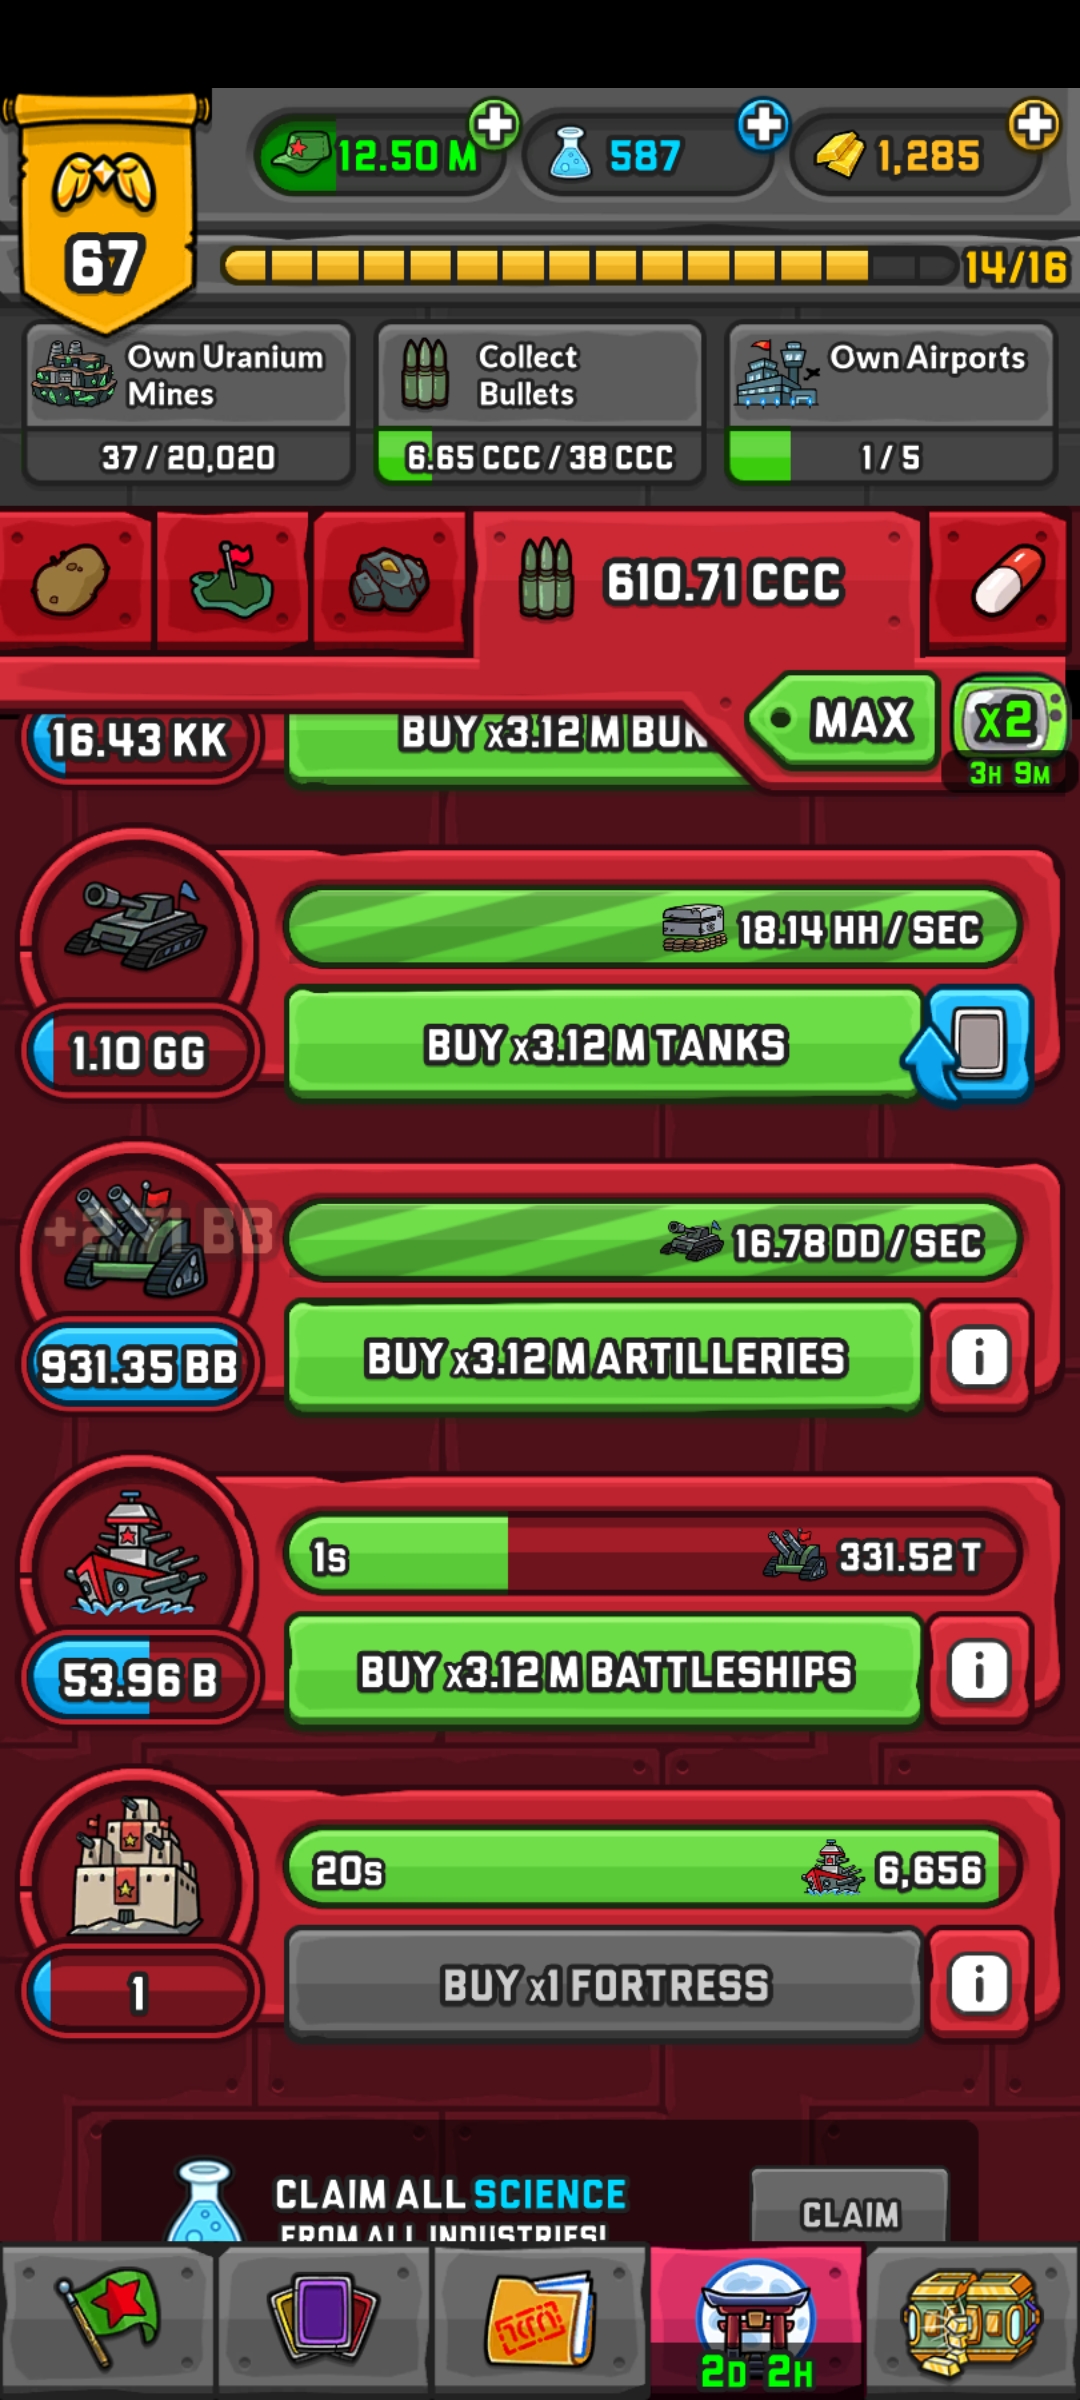 12.50 M
587
1,285
67
14/16
Own Uranium
Mines
37 / 20,020
Collect
Bullets
6.65 CCC / 38 CCC
Own Airports
1 / 5
610.71 CCC
MAX
x2
3H 9M
16.43 KK
BUY x3.12 M
18.14 HH / SEC
1.10 GG
BUY x3.12 M TANKS
+2.71 BB
16.78 DD / SEC
931.35 BB
BUY x3.12 M ARTILLERIES
i
1s
331.52 T
53.96 B
BUY x3.12 M BATTLESHIPS
i
20s
6,656
1
BUY x1 FORTRESS
i
CLAIM ALL SCIENCE
FROM ALL INDUSTRIES!
CLAIM
2D 2H